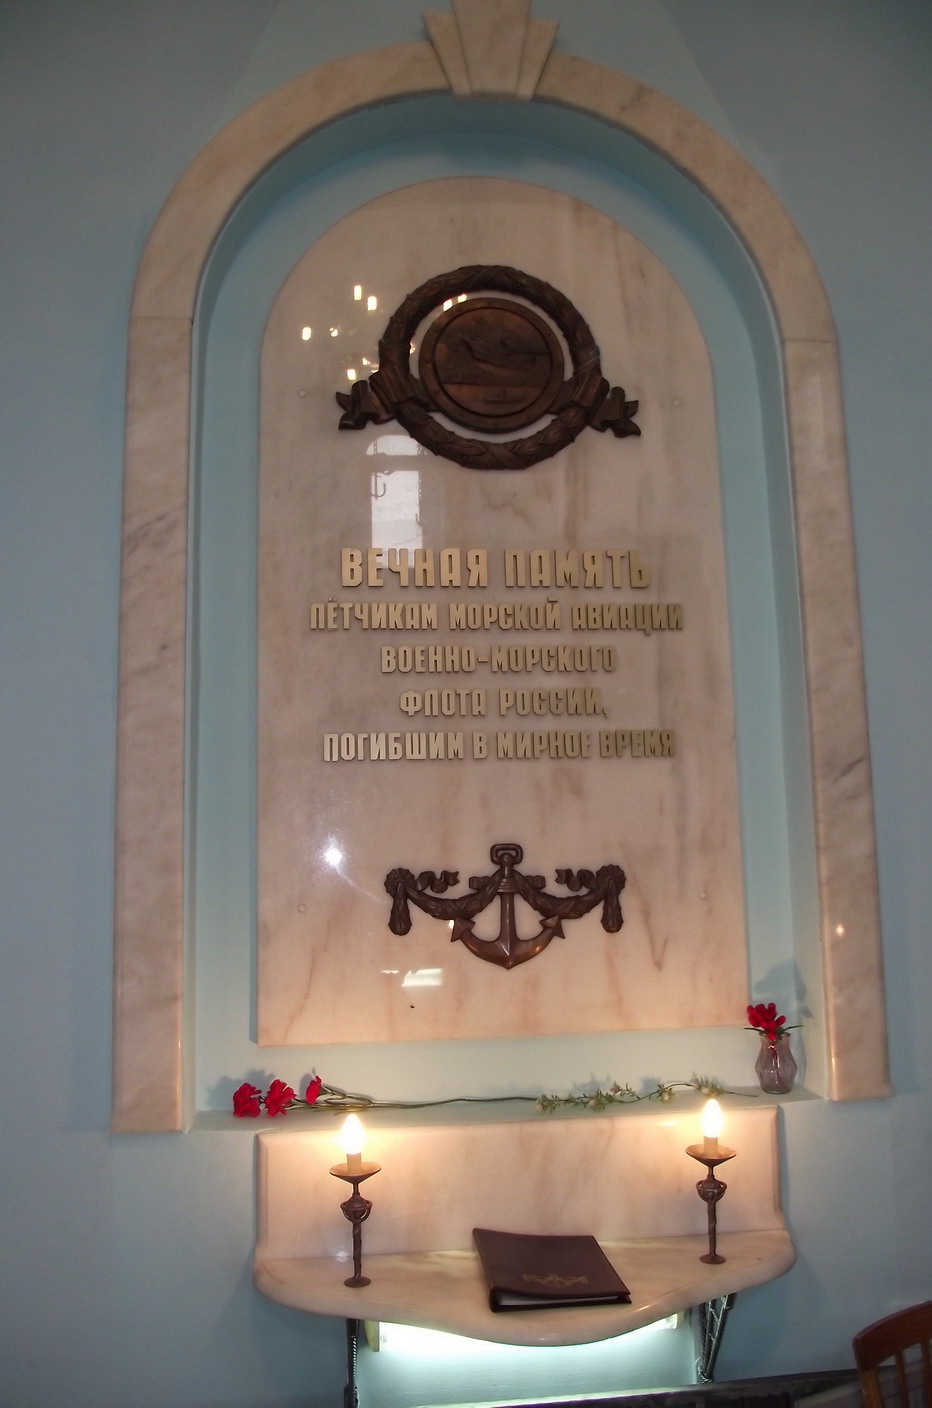 ВЕЧНАЯ ПАМЯТЬ
ЛЁТЧИКАМ МОРСКОЙ АВИАЦИИ
ВОЕННО-МОРСКОГО
ФЛОТА РОССИИ,
ПОГИБШИМ В МИРНОЕ ВРЕМЯ